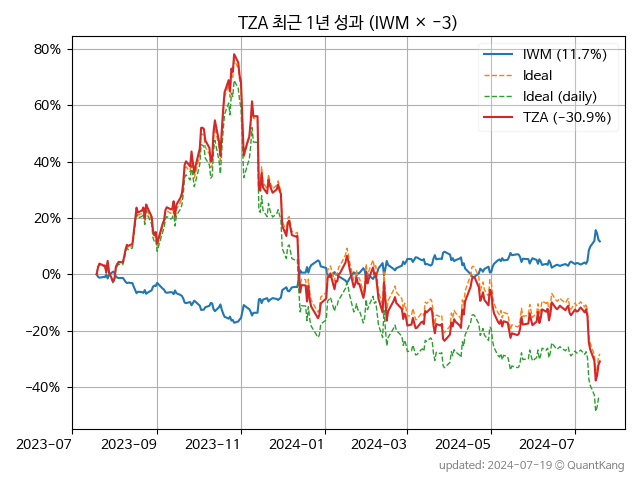 TZA 최근 1년 성과 (IWM × −3)
80%
60%
40%
20%
0%
−20%
−40%
IWM (11.7%)
Ideal
Ideal (daily)
TZA (−30.9%)
2023-07
2023-09
2023-11
2024-01
2024-03
2024-05
2024-07
updated: 2024-07-19 © QuantKang